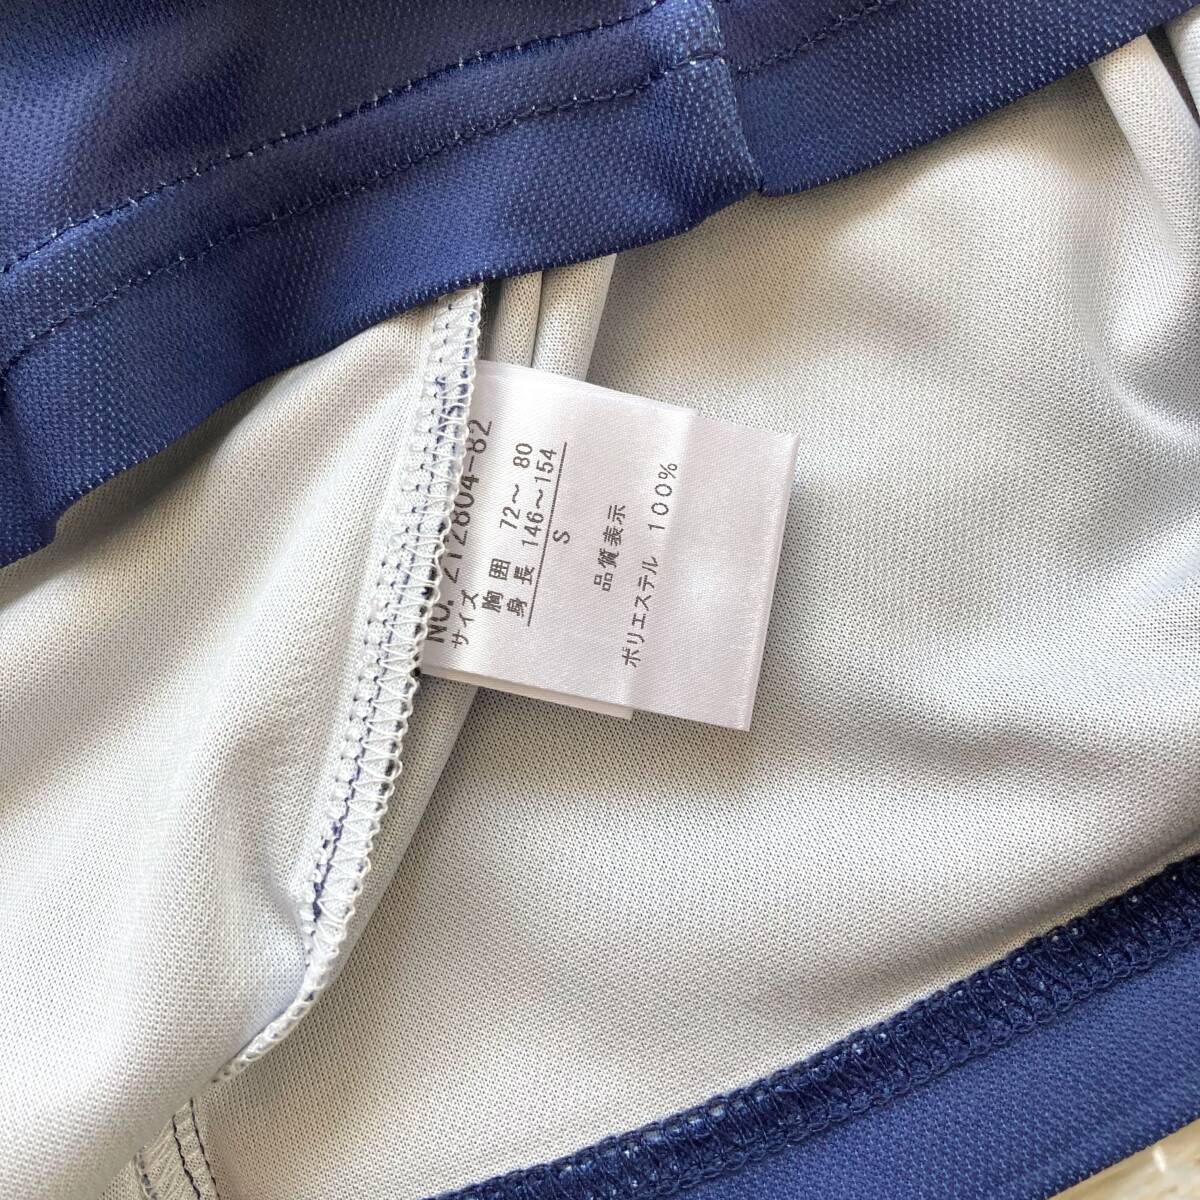 NO. 212804-82
サイズ
胸囲 72～ 80
身長 146～154
S
品質表示
ポリエステル 100%